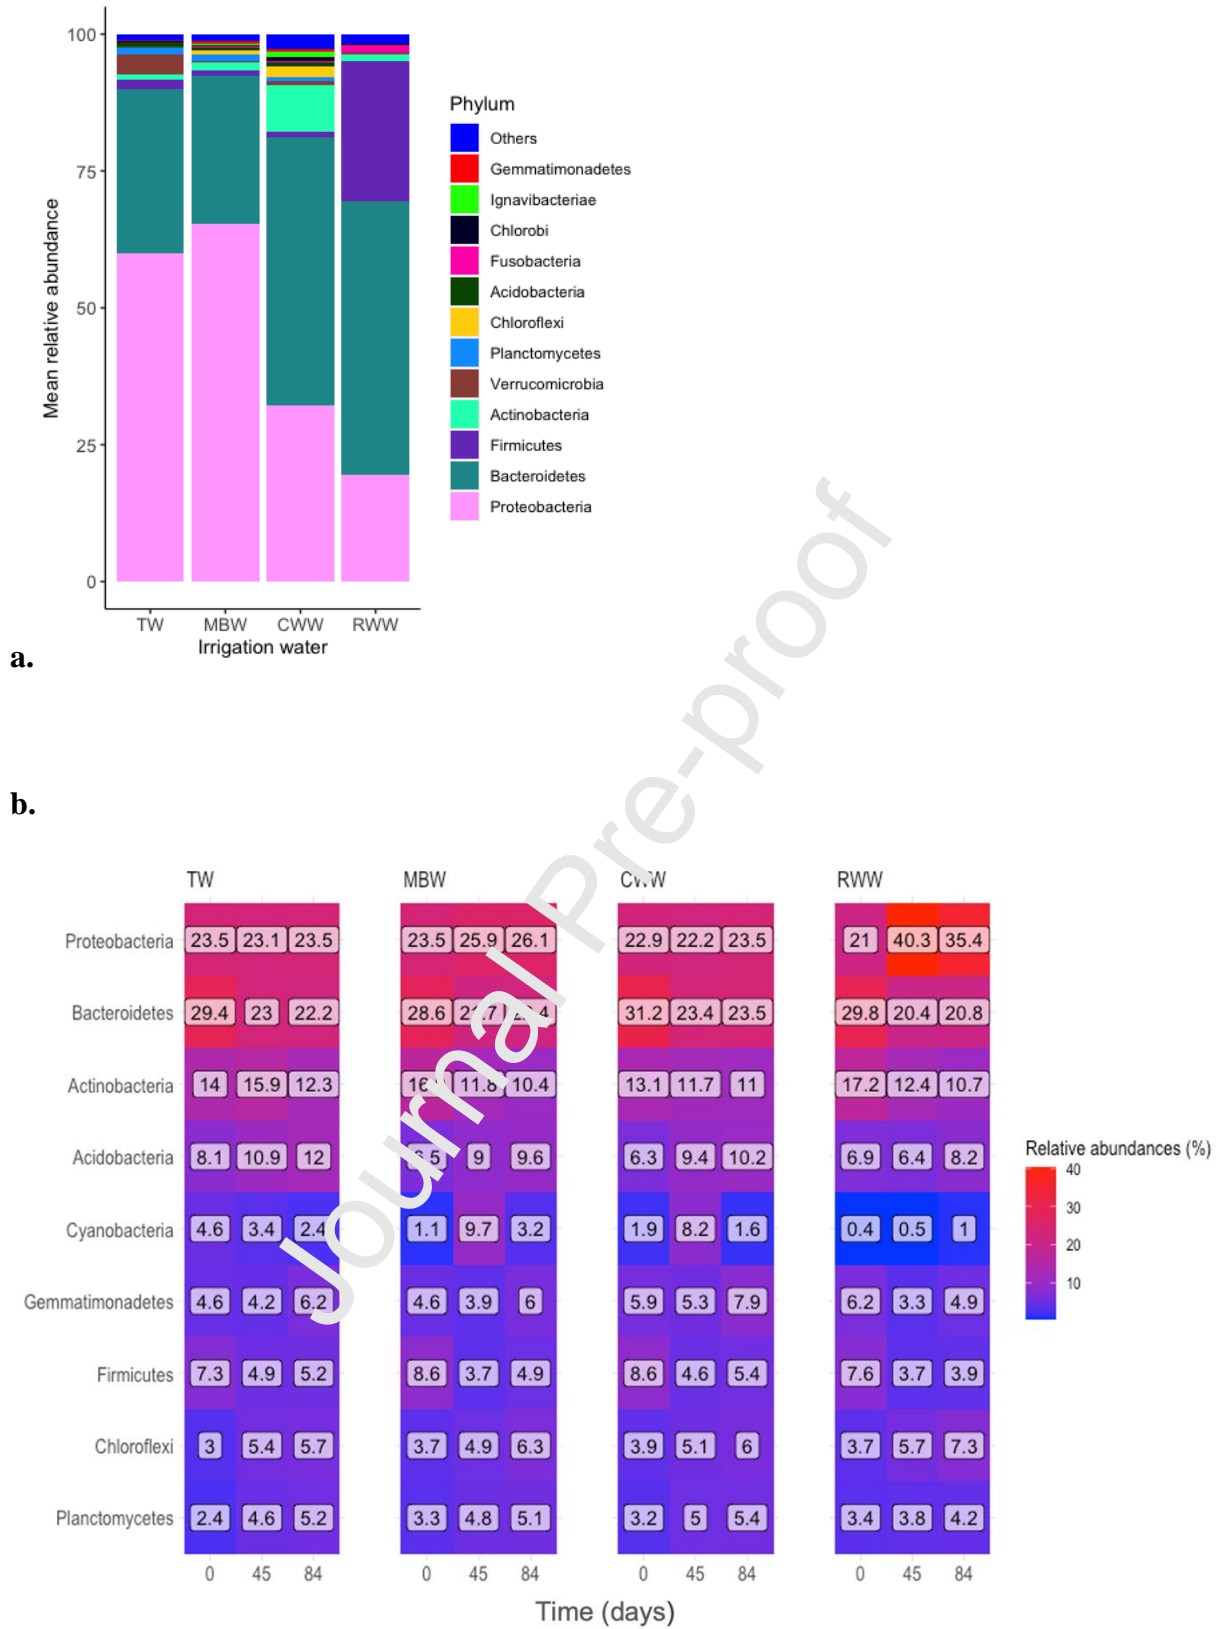 100
75
50
25
0
Mean relative abundance
TW MBW CWW RWW
Irrigation water
Phylum
Others
Gemmatimonadetes
Ignavibacteriae
Chlorobi
Fusobacteria
Acidobacteria
Chloroflexi
Planctomycetes
Verrucomicrobia
Actinobacteria
Firmicutes
Bacteroidetes
Proteobacteria
a.
b.
Journal Pre-proof
TW MBW CWW RWW
Proteobacteria 23.5 23.1 23.5 23.5 25.9 26.1 22.9 22.2 23.5 21 40.3 35.4
Bacteroidetes 29.4 23 22.2 28.6 31.2 23.4 23.5 29.8 20.4 20.8
Actinobacteria 14 15.9 12.3 11.8 10.4 13.1 11.7 11 17.2 12.4 10.7
Acidobacteria 8.1 10.9 12 6.5 9 9.6 6.3 9.4 10.2 6.9 6.4 8.2
Cyanobacteria 4.6 3.4 2.4 1.1 9.7 3.2 1.9 8.2 1.6 0.4 0.5 1
Gemmatimonadetes 4.6 4.2 6.2 4.6 3.9 6 5.9 5.3 7.9 6.2 3.3 4.9
Firmicutes 7.3 4.9 5.2 8.6 3.7 4.9 8.6 4.6 5.4 7.6 3.7 3.9
Chloroflexi 3 5.4 5.7 3.7 4.9 6.3 3.9 5.1 6 3.7 5.7 7.3
Planctomycetes 2.4 4.6 5.2 3.3 4.8 5.1 3.2 5 5.4 3.4 3.8 4.2
0 45 84 0 45 84 0 45 84 0 45 84
Time (days)
Relative abundances (%)
40
30
20
10